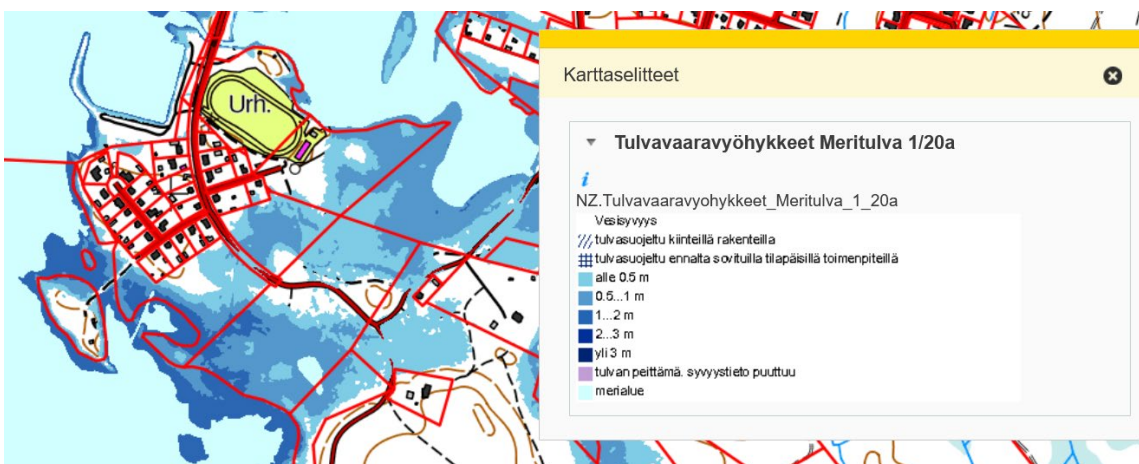 Urh.
Karttaselitteet
Tulvavaaravyöhykkeet Meritulva 1/20a
i
NZ.Tulvavaaravyohykkeet_Meritulva_1_20a
Vesisyvyys
tulvasuojeltu kiinteillä rakenteilla
tulvasuojeltu ennalta sovituilla tilapäisillä toimenpiteillä
alle 0.5 m
0.5...1 m
1...2 m
2...3 m
yli 3 m
tulvan peittämä. syvyystieto puuttuu
merialue